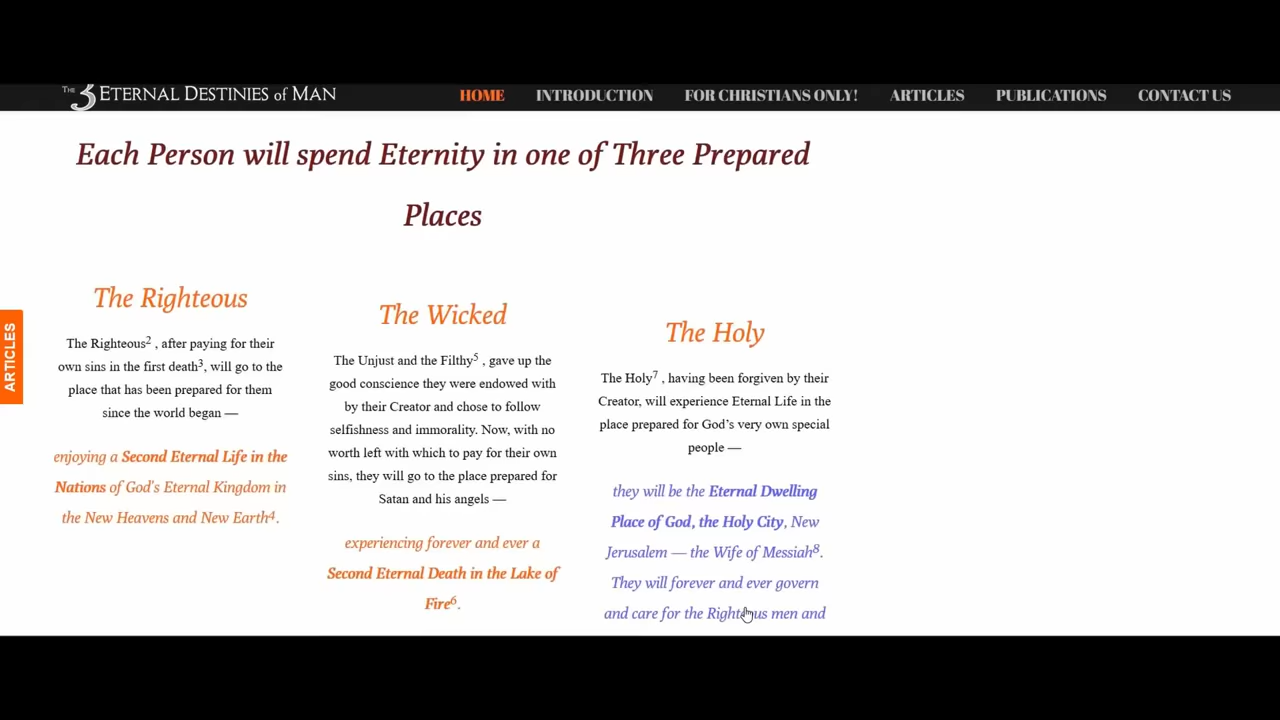 THE 3 ETERNAL DESTINIES of MAN
HOME INTRODUCTION FOR CHRISTIANS ONLY! ARTICLES PUBLICATIONS CONTACT US
Each Person will spend Eternity in one of Three Prepared
Places
ARTICLES
The Righteous
The Righteous2 , after paying for their
own sins in the first death3, will go to the
place that has been prepared for them
since the world began —
enjoying a Second Eternal Life in the
Nations of God's Eternal Kingdom in
the New Heavens and New Earth4.
The Wicked
The Unjust and the Filthy5 , gave up the
good conscience they were endowed with
by their Creator and chose to follow
selfishness and immorality. Now, with no
worth left with which to pay for their own
sins, they will go to the place prepared for
Satan and his angels —
experiencing forever and ever a
Second Eternal Death in the Lake of
Fire6.
The Holy
The Holy7 , having been forgiven by their
Creator, will experience Eternal Life in the
place prepared for God’s very own special
people —
they will be the Eternal Dwelling
Place of God, the Holy City, New
Jerusalem — the Wife of Messiah8.
They will forever and ever govern
and care for the Righteous men and